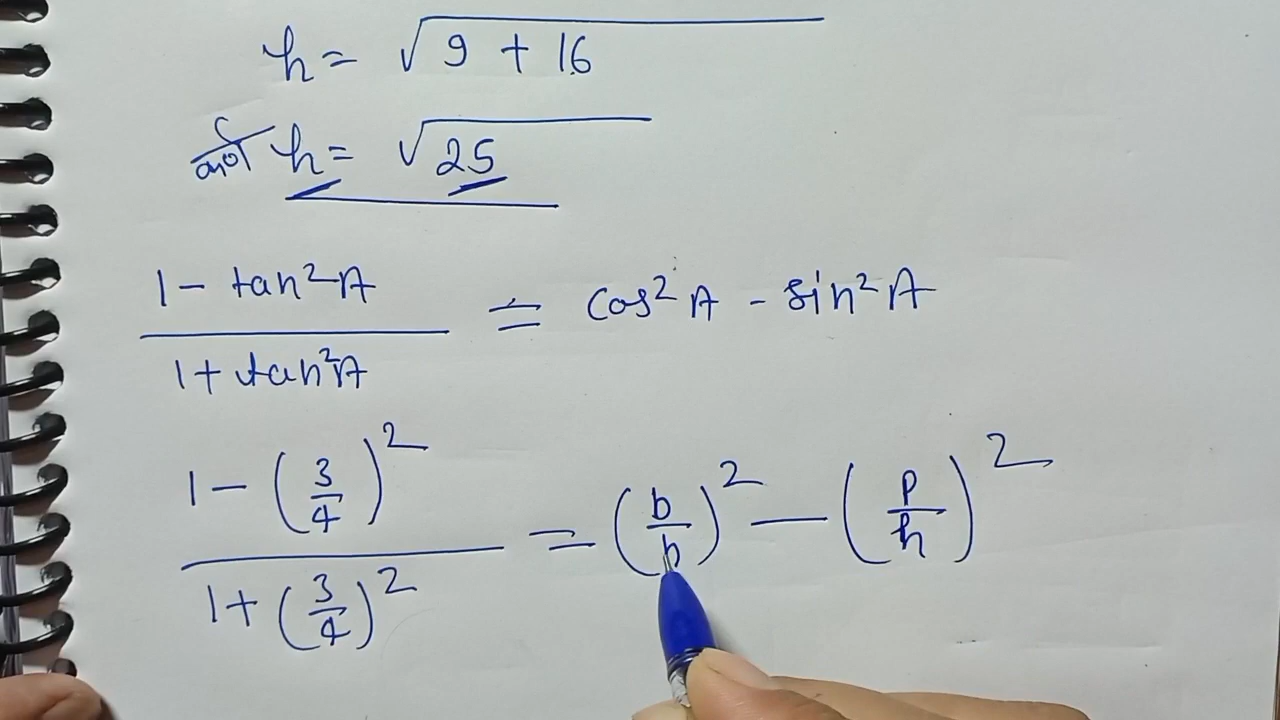 h = √9 + 16
h = √25
1 - tan²A / 1 + tan²A = cos²A - sin²A
1 - (3/4)² / 1 + (3/4)² = (b/h)² - (p/h)²